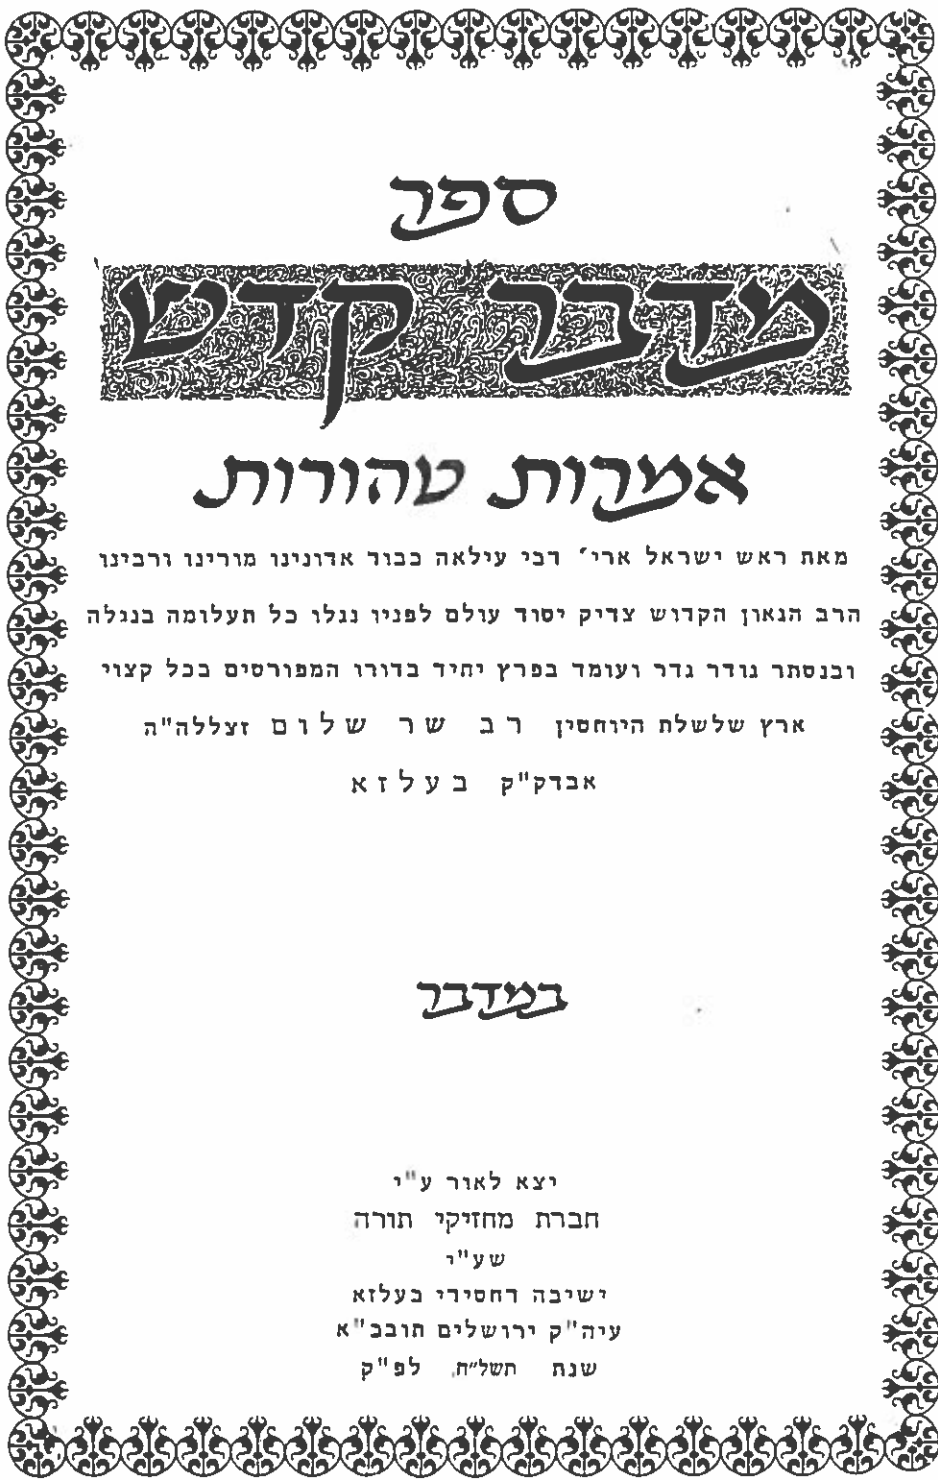 ספר
מדבר קדש
אמרות טהורות
מאת ראש ישראל ארי׳ דבי עילאה כבוד אדונינו מורינו ורבינו
הרב הגאון הקדוש צדיק יסוד עולם לפניו נגלו כל תעלומה בנגלה
ובנסתר גודר גדר ועומד בפרץ יחיד בדורו המפורסים בכל קצוי
ארץ שלשלת היוחסין רב שר שלום זצללה"ה
אבדק"ק בעלזא
במדבר
יצא לאור ע"י
חברת מחזיקי תורה
שע"י
ישיבה דחסידי בעלזא
עיה"ק ירושלים תובב"א
שנת תשל״ח, לפ"ק